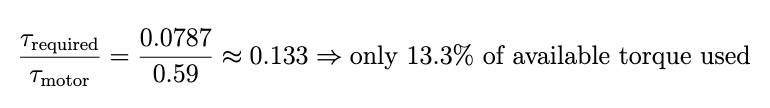 τ_required / τ_motor = 0.0787 / 0.59 ≈ 0.133 ⇒ only 13.3% of available torque used